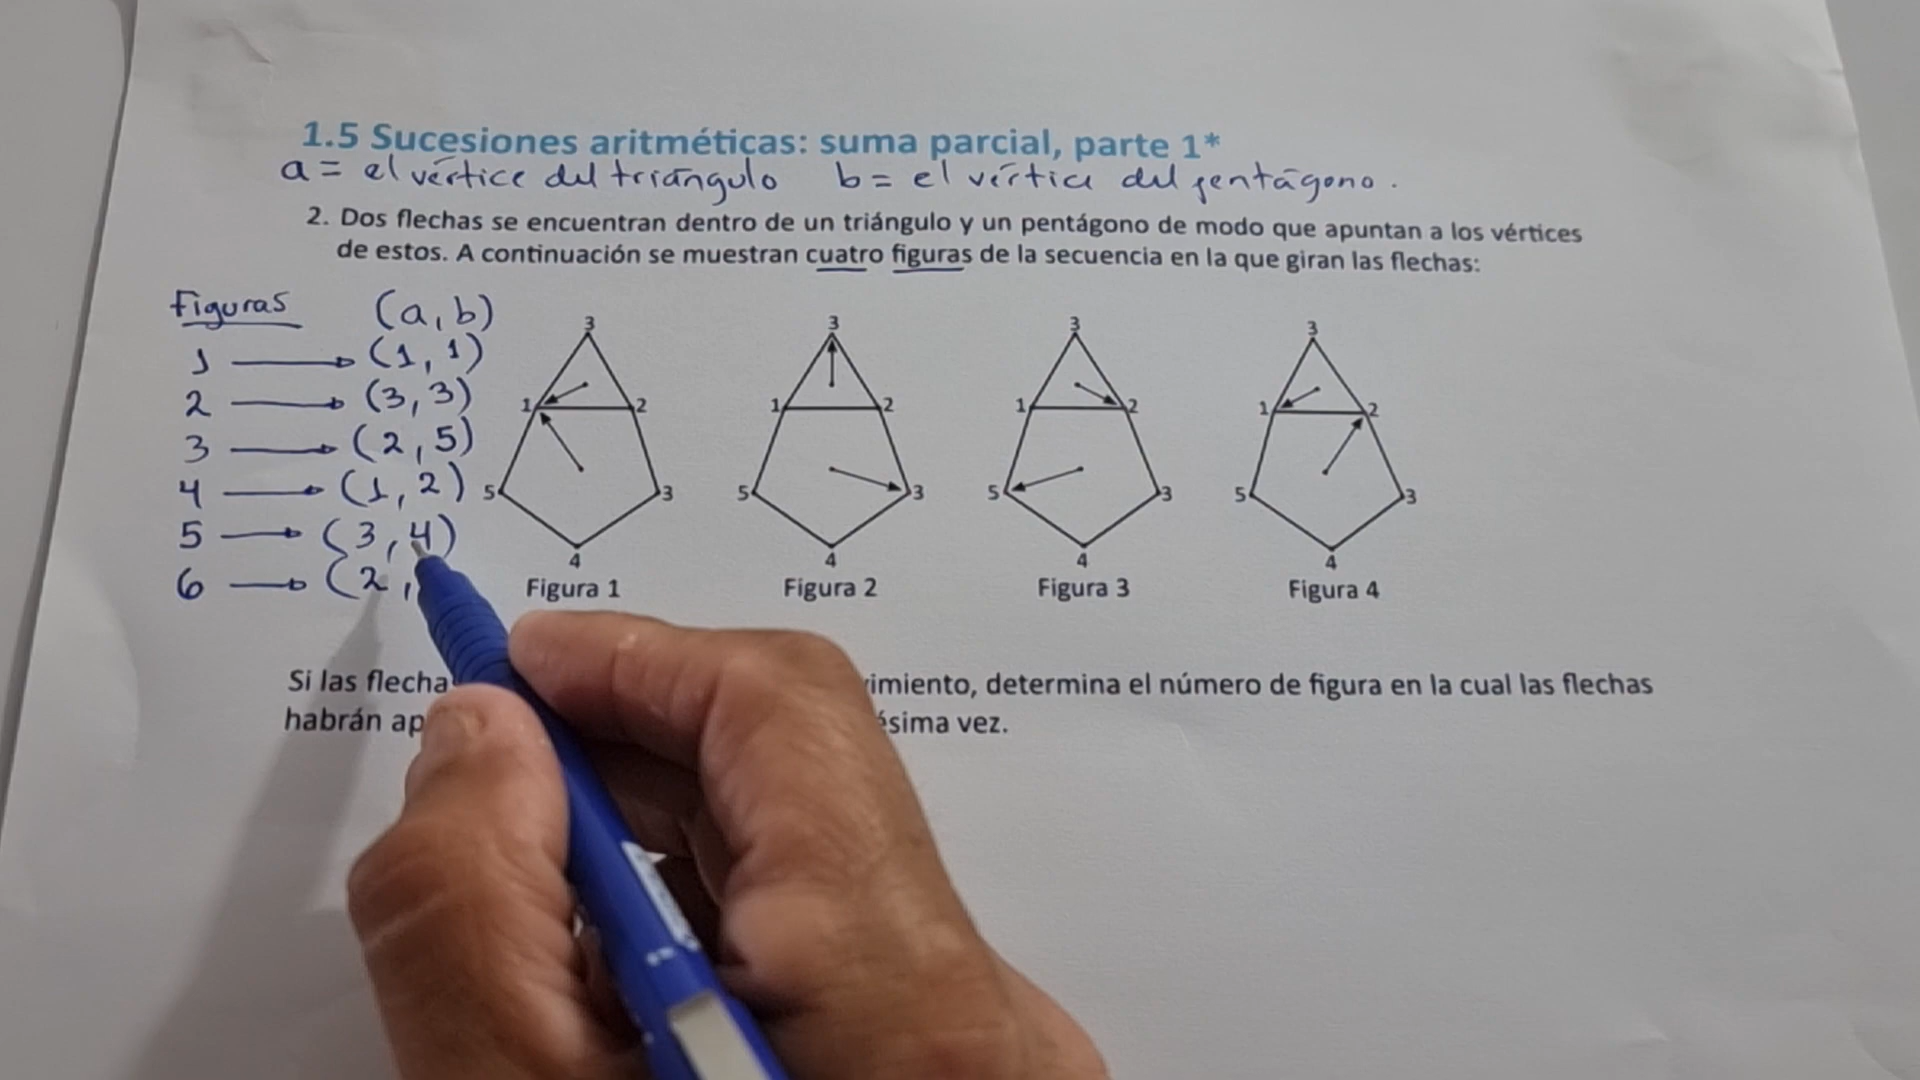 1.5 Sucesiones aritméticas: suma parcial, parte 1*
a = el vértice del triángulo b = el vértice del pentágono.
2. Dos flechas se encuentran dentro de un triángulo y un pentágono de modo que apuntan a los vértices
de estos. A continuación se muestran cuatro figuras de la secuencia en la que giran las flechas:
Figuras (a, b)
1 → (1, 1)
2 → (3, 3)
3 → (2, 5)
4 → (1, 2)
5 → (3, 4)
6 → (2,
3
1 2
5 3
4
Figura 1
3
1 2
5 3
4
Figura 2
3
1 2
5 3
4
Figura 3
3
1 2
5 3
4
Figura 4
Si las determina el número de figura en la cual las flechas
habrán vez.